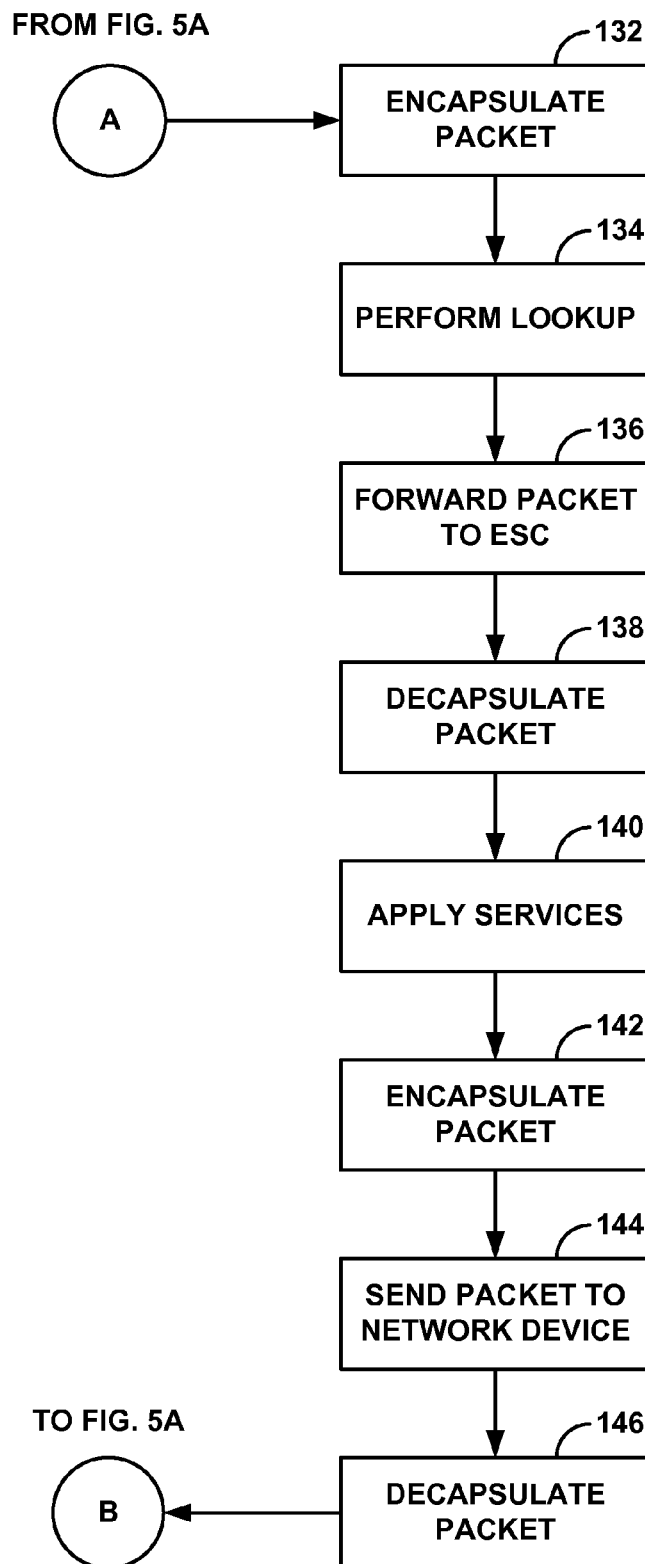 FROM FIG. 5A
A
132
ENCAPSULATE
PACKET
134
PERFORM LOOKUP
136
FORWARD PACKET
TO ESC
138
DECAPSULATE
PACKET
140
APPLY SERVICES
142
ENCAPSULATE
PACKET
144
SEND PACKET TO
NETWORK DEVICE
TO FIG. 5A
B
146
DECAPSULATE
PACKET